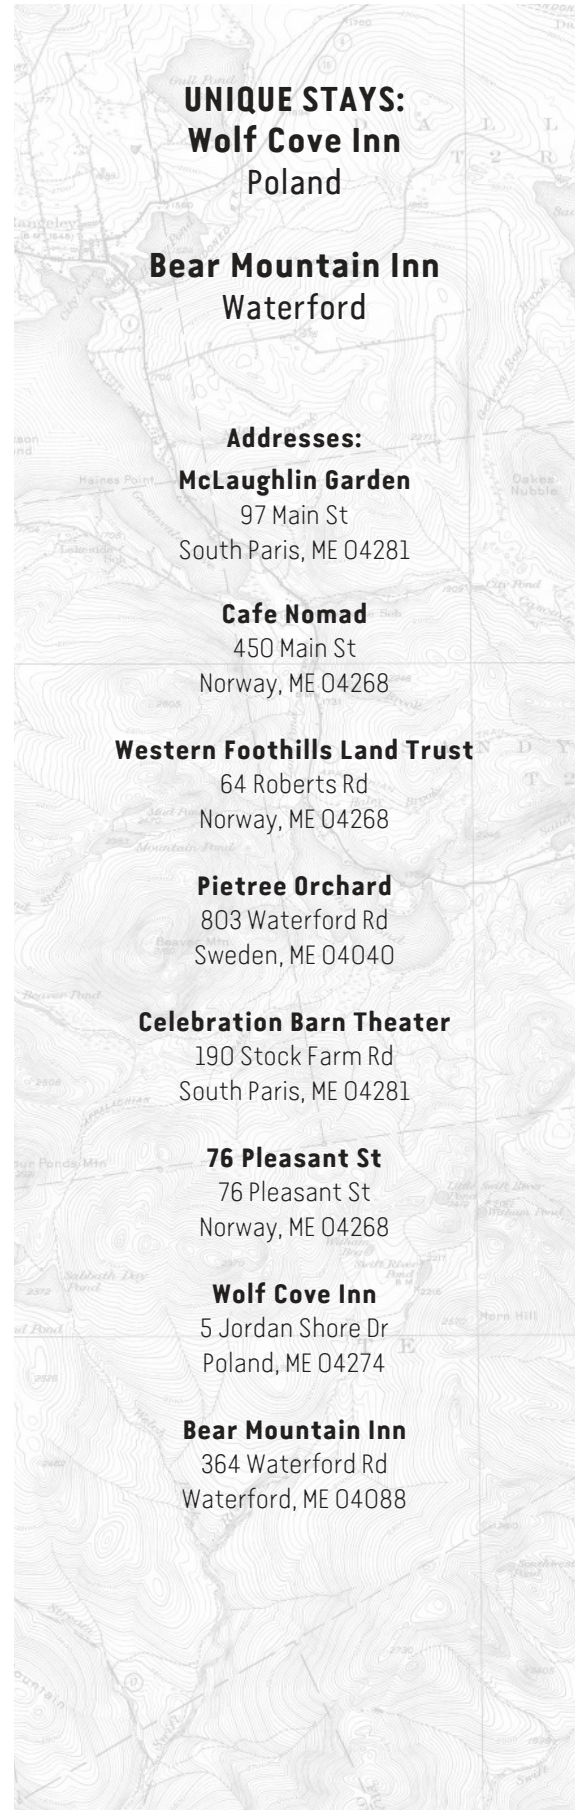 UNIQUE STAYS:
Wolf Cove Inn
Poland
Bear Mountain Inn
Waterford
Addresses:
McLaughlin Garden
97 Main St
South Paris, ME 04281
Cafe Nomad
450 Main St
Norway, ME 04268
Western Foothills Land Trust
64 Roberts Rd
Norway, ME 04268
Pietree Orchard
803 Waterford Rd
Sweden, ME 04040
Celebration Barn Theater
190 Stock Farm Rd
South Paris, ME 04281
76 Pleasant St
76 Pleasant St
Norway, ME 04268
Wolf Cove Inn
5 Jordan Shore Dr
Poland, ME 04274
Bear Mountain Inn
364 Waterford Rd
Waterford, ME 04088